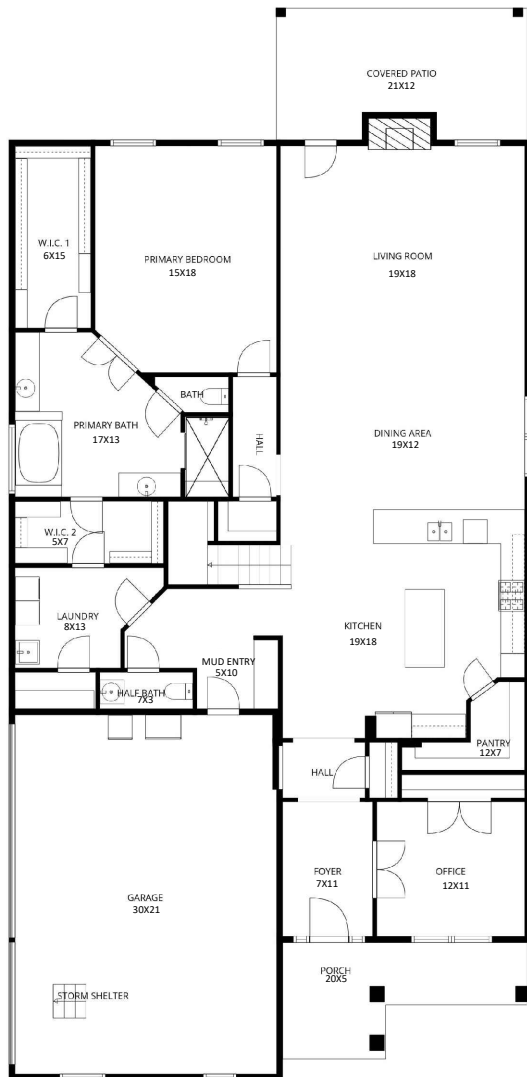 COVERED PATIO
21X12
W.I.C. 1
6X15
PRIMARY BEDROOM
15X18
LIVING ROOM
19X18
BATH
PRIMARY BATH
17X13
HALL
DINING AREA
19X12
W.I.C. 2
5X7
LAUNDRY
8X13
KITCHEN
19X18
MUD ENTRY
5X10
HALF BATH
7X3
PANTRY
12X7
HALL
FOYER
7X11
OFFICE
12X11
GARAGE
30X21
PORCH
20X5
STORM SHELTER